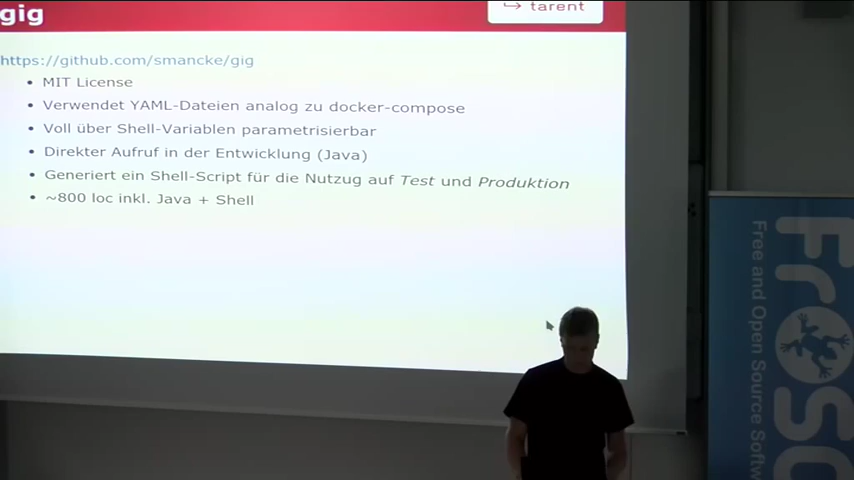 gig
tarent
https://github.com/smancke/gig
• MIT License
• Verwendet YAML-Dateien analog zu docker-compose
• Voll über Shell-Variablen parametrisierbar
• Direkter Aufruf in der Entwicklung (Java)
• Generiert ein Shell-Script für die Nutzug auf Test und Produktion
• ~800 loc inkl. Java + Shell
Free and Open Source Softw
FrOSC